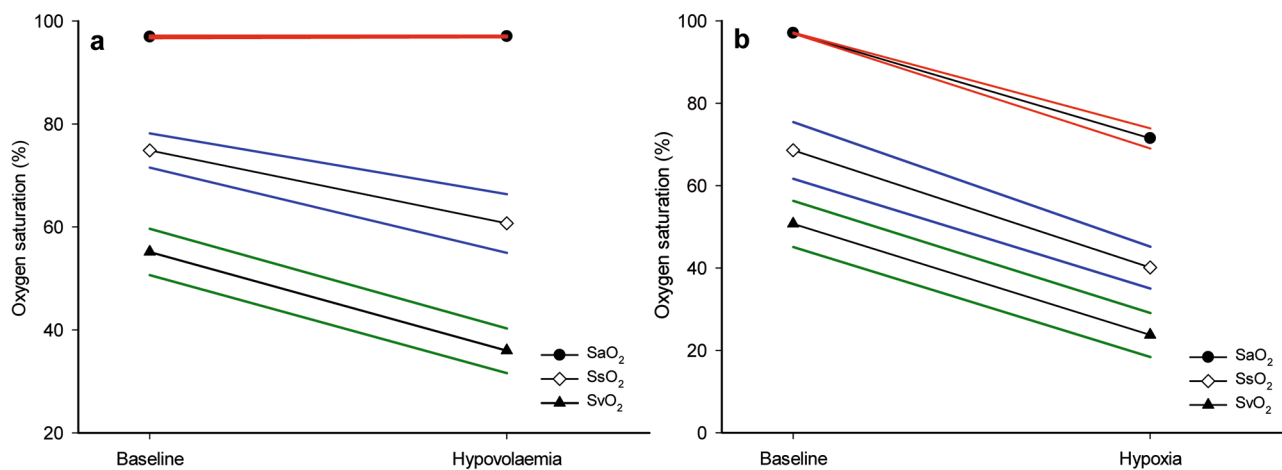 a
Oxygen saturation (%)
100
80
60
40
20
Baseline
Hypovolaemia
SaO₂
SsO₂
SvO₂
b
Oxygen saturation (%)
100
80
60
40
20
0
Baseline
Hypoxia
SaO₂
SsO₂
SvO₂